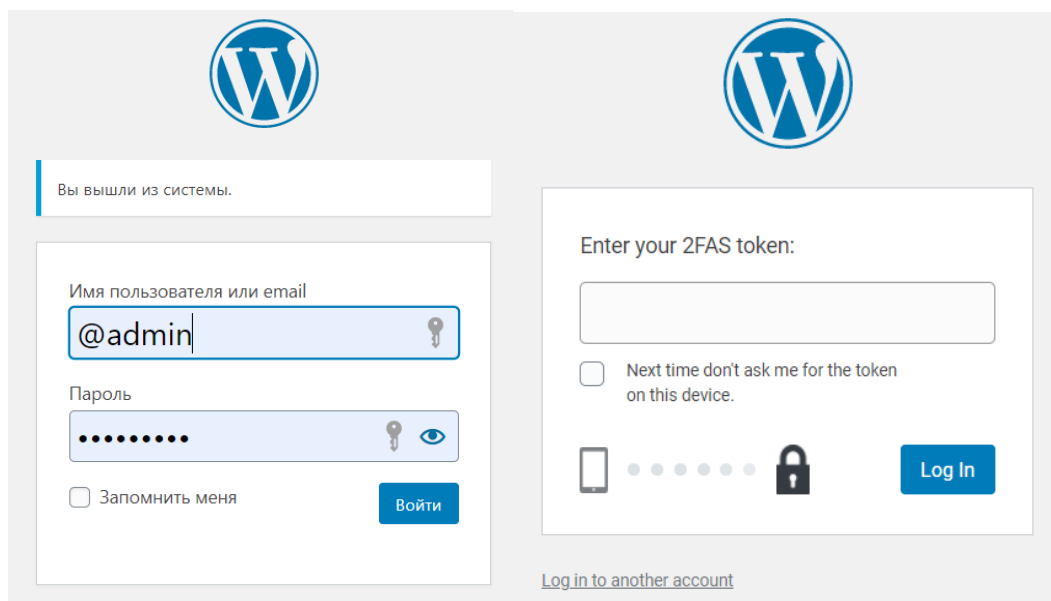 Вы вышли из системы.
Имя пользователя или email
@admin
Пароль
Запомнить меня
Войти
Enter your 2FAS token:
Next time don't ask me for the token
on this device.
Log In
Log in to another account